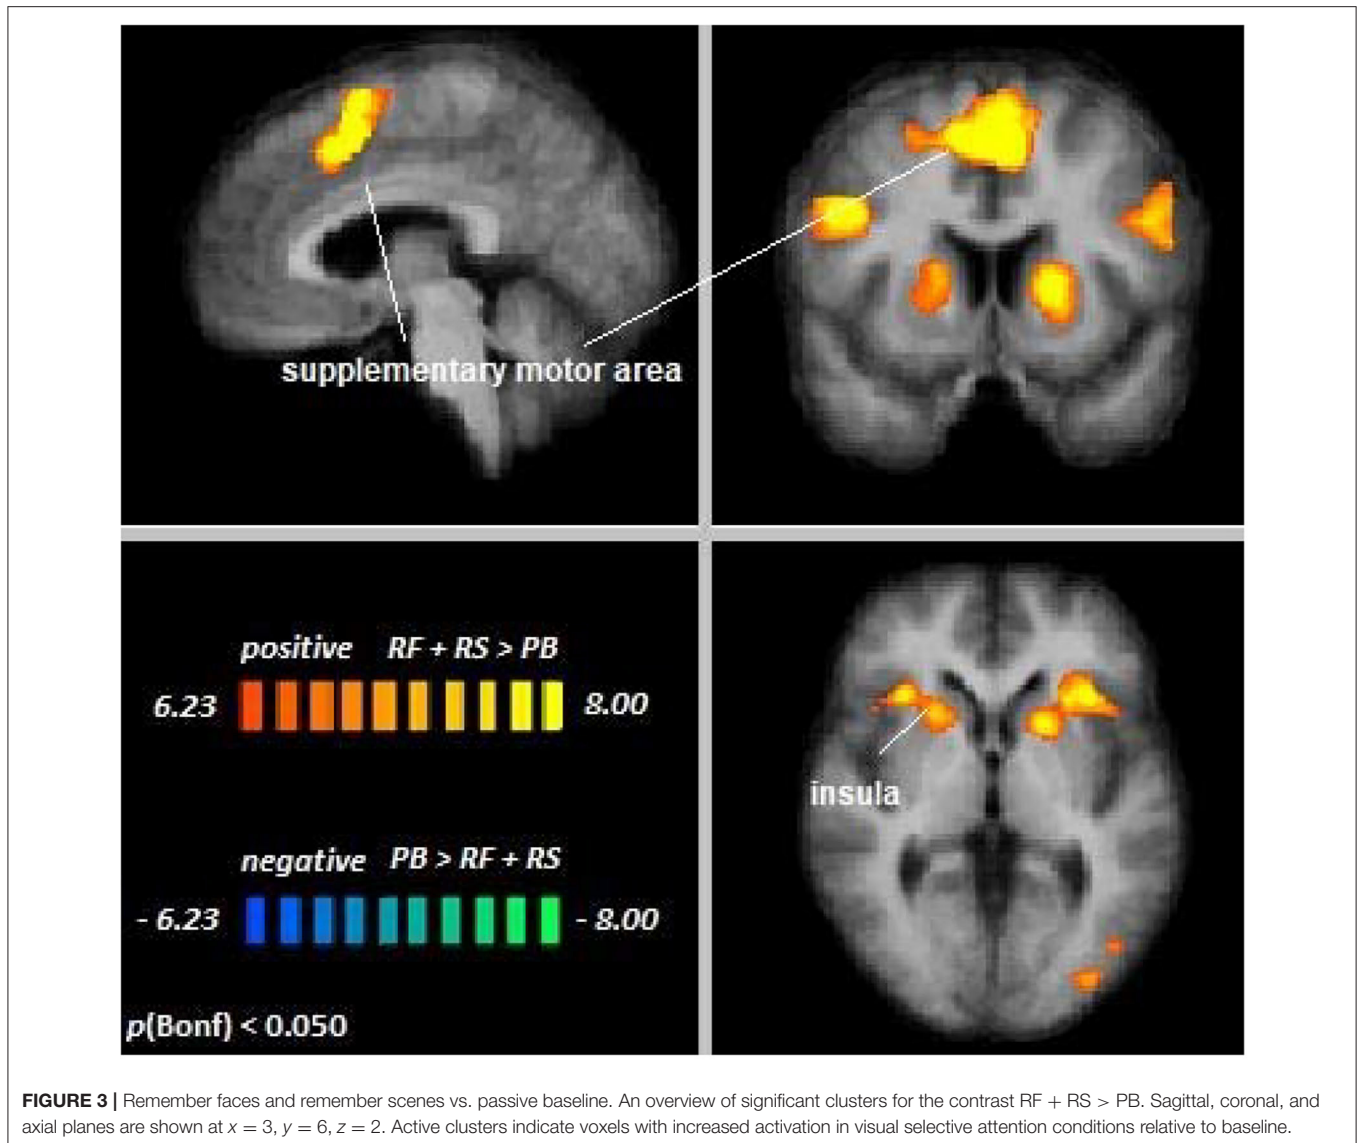 supplementary motor area
positive RF + RS > PB
6.23 8.00
insula
negative PB > RF + RS
- 6.23 - 8.00
p(Bonf) < 0.050
FIGURE 3 | Remember faces and remember scenes vs. passive baseline. An overview of significant clusters for the contrast RF + RS > PB. Sagittal, coronal, and
axial planes are shown at x = 3, y = 6, z = 2. Active clusters indicate voxels with increased activation in visual selective attention conditions relative to baseline.